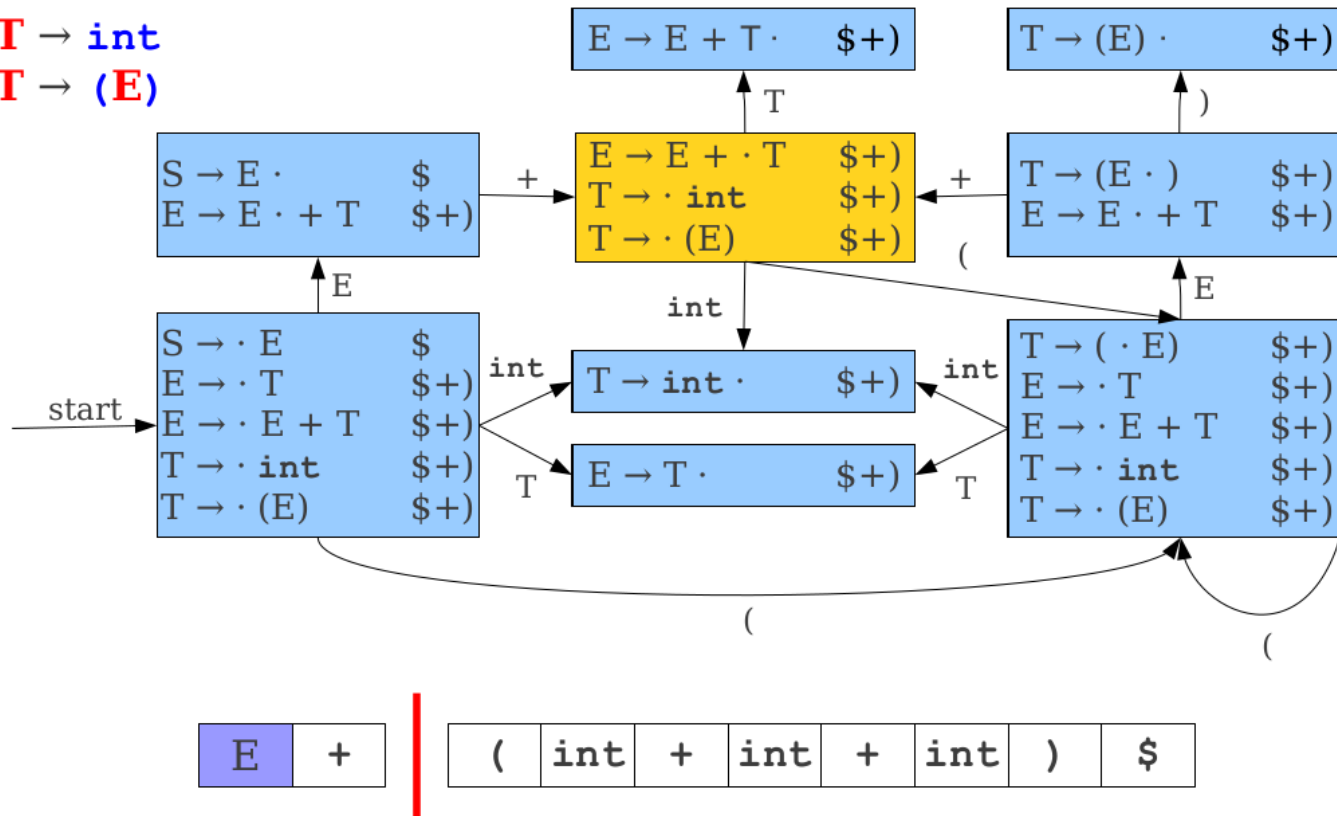 T → int
T → (E)
E → E + T · $+)
T → (E) · $+)
T
)
S → E · $
E → E · + T $+)
+
E → E + · T $+)
T → · int $+)
T → · (E) $+)
+
T → (E · ) $+)
E → E · + T $+)
E
int
(
E
start
S → · E $
E → · T $+)
E → · E + T $+)
T → · int $+)
T → · (E) $+)
int
T
T → int · $+)
E → T · $+)
int
T
T → ( · E) $+)
E → · T $+)
E → · E + T $+)
T → · int $+)
T → · (E) $+)
(
(
E + ( int + int + int ) $